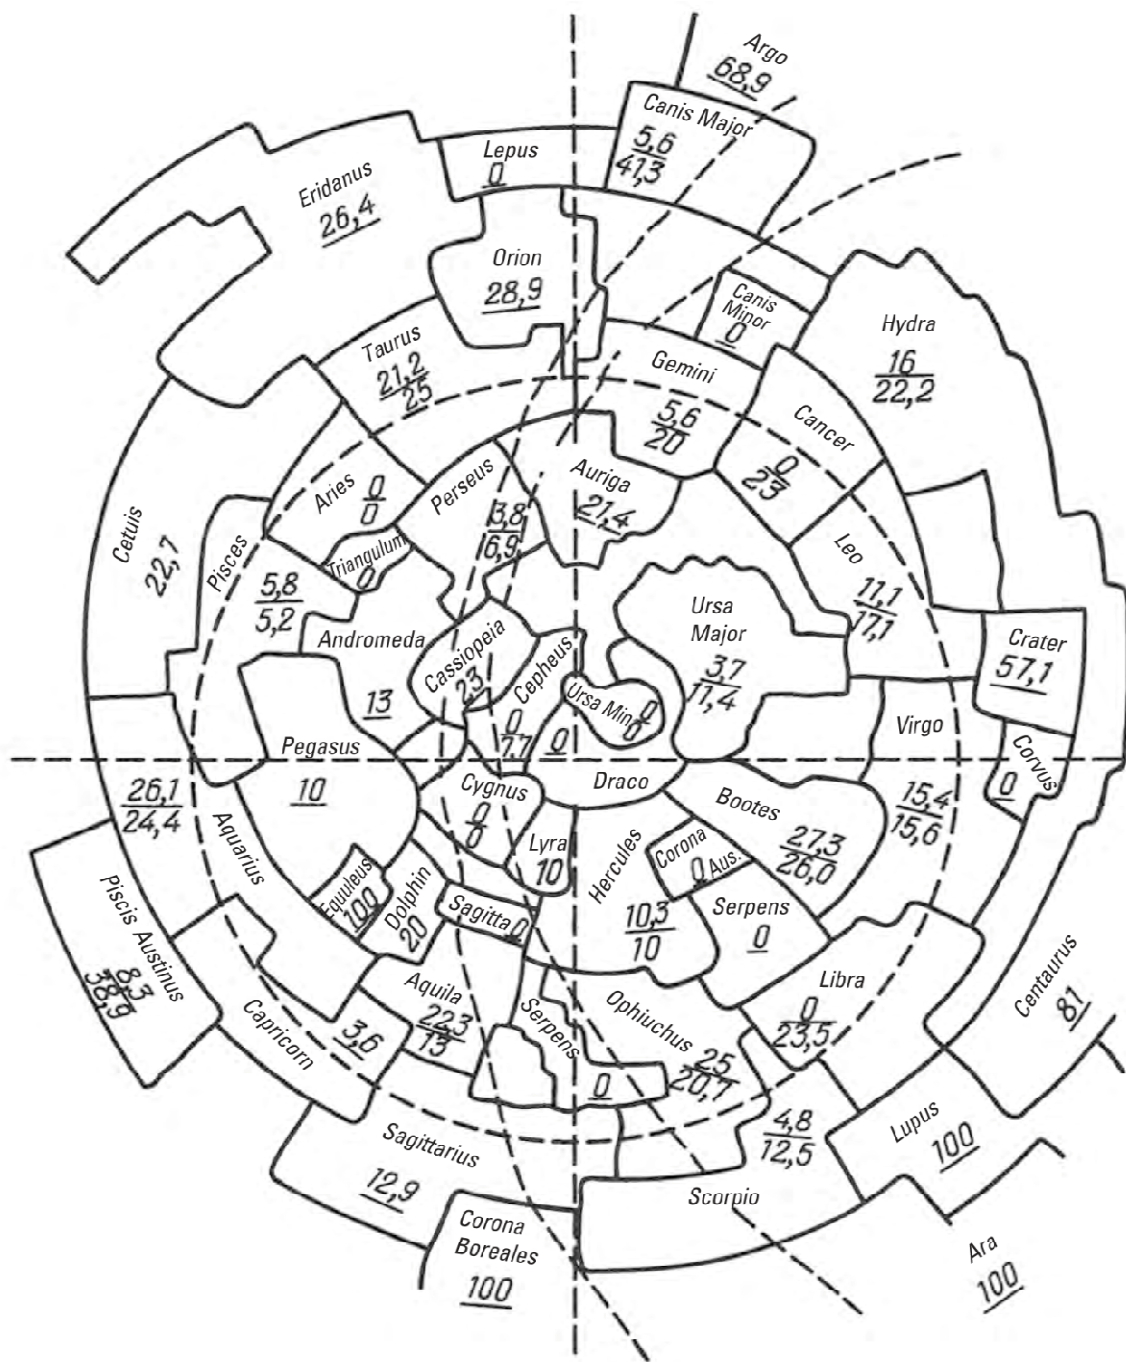 Argo
68,9
Canis Major
5,6
41,3
Lepus
0
Eridanus
26,4
Orion
28,9
Canis
Minor
0
Hydra
16
22,2
Taurus
21,2
25
Gemini
5,6
20
Cancer
0
23
Aries
0
0
Perseus
3,8
6,9
Auriga
21,4
Leo
11,1
17,1
Cetuis
22,7
Pisces
5,8
5,2
Triangulum
0
Andromeda
13
Cassiopeia
23
Cepheus
0
7,7
Ursa Min
0
0
Ursa
Major
3,7
11,4
Crater
57,1
Virgo
15,4
15,6
Corvus
0
Pegasus
10
0
Draco
Cygnus
0
0
Lyra
10
Bootes
27,3
26,0
Hercules
10,3
10
Corona
Aus.
0
26,1
24,4
Aquarius
Equuleus
100
Dolphin
20
Sagitta
0
Serpens
0
Piscis Austinus
8,3
38,9
Capricorn
3,6
Aquila
22,3
13
Serpens
0
Ophiuchus
25
20,7
Libra
0
23,5
Centaurus
81
Sagittarius
12,9
4,8
12,5
Scorpio
Lupus
100
Corona
Boreales
100
Ara
100